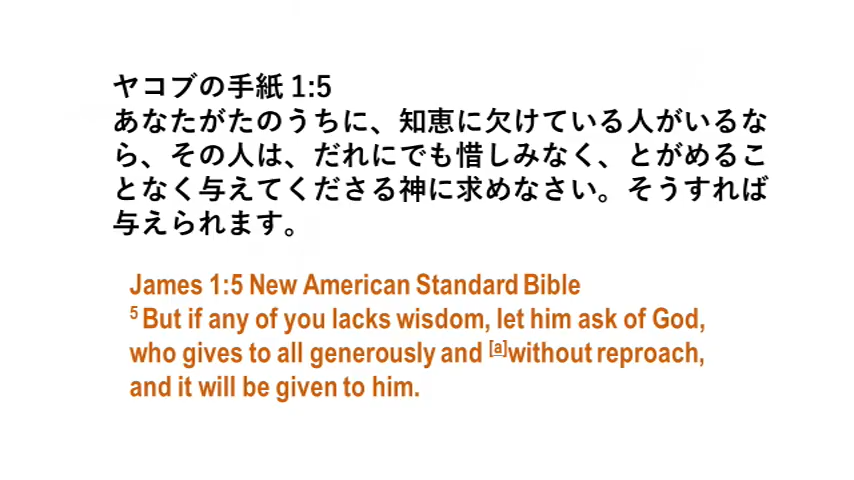 ヤコブの手紙 1:5
あなたがたのうちに、知恵に欠けている人がいるな
ら、その人は、だれにでも惜しみなく、とがめるこ
となく与えてくださる神に求めなさい。そうすれば
与えられます。
James 1:5 New American Standard Bible
5 But if any of you lacks wisdom, let him ask of God,
who gives to all generously and [a]without reproach,
and it will be given to him.